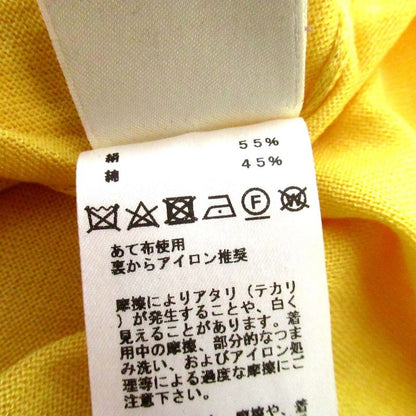 絹 55%
綿 45%
F W
あて布使用
裏からアイロン推奨
摩擦によりアタリ(テカリ
)が発生することや、白く
見えることがあります。着
用中の摩擦、部分的なつま
み洗い、およびアイロン処
理等による過度な摩擦にご
注意下さい。